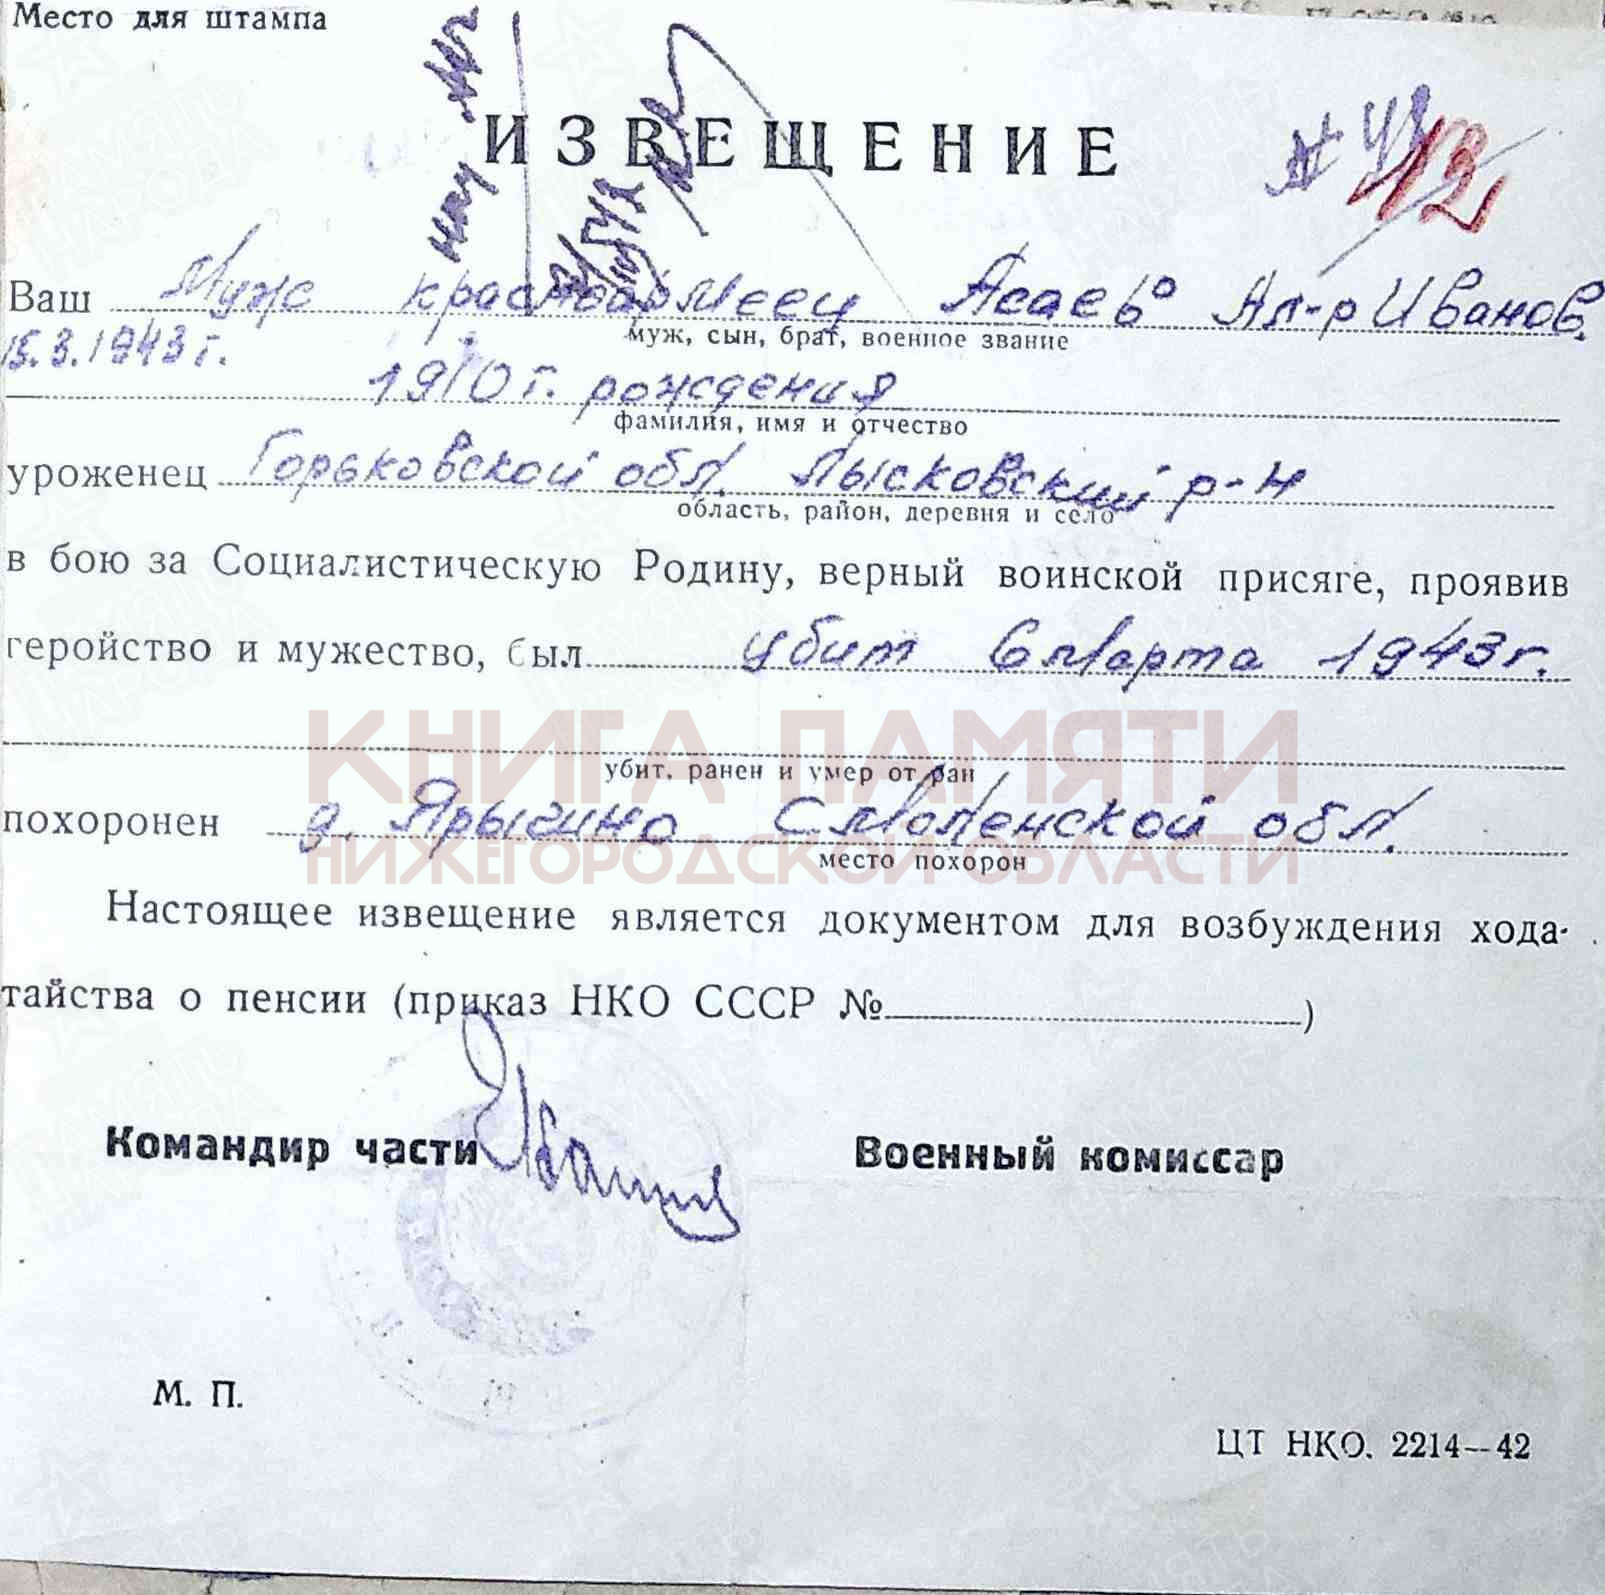 Место для штампа
ИЗВЕЩЕНИЕ
№ 43
12
Ваш Муж красноармеец Асаев Ал-р Иванов.
муж, сын, брат, военное звание
15.3.1943 г.
1910 г. рождения
фамилия, имя и отчество
уроженец Горьковской обл. Лысковский р-н
область, район, деревня и село
в бою за Социалистическую Родину, верный воинской присяге, проявив
геройство и мужество, был убит 6 Марта 1943 г.
КНИГА ПАМЯТИ
убит, ранен и умер от ран
похоронен д. Ярыгино Смоленской обл.
НИЖЕГОРОДСКОЙ ОБЛАСТИ
место похорон
Настоящее извещение является документом для возбуждения хода-
тайства о пенсии (приказ НКО СССР № )
Командир части
Военный комиссар
М. П.
ЦТ НКО. 2214—42